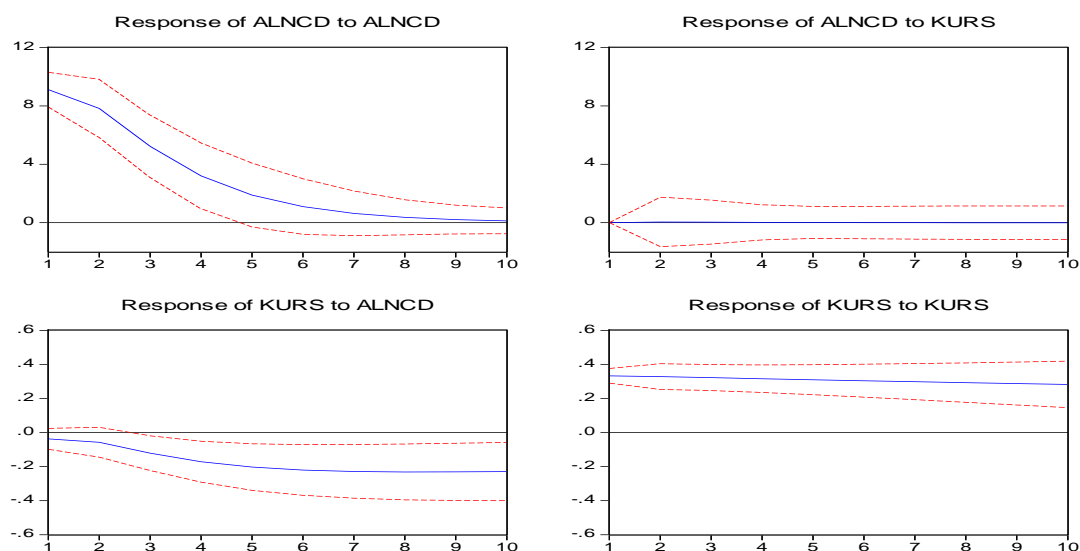 Response of ALNCD to ALNCD
12
8
4
0
1 2 3 4 5 6 7 8 9 10
Response of ALNCD to KURS
12
8
4
0
1 2 3 4 5 6 7 8 9 10
Response of KURS to ALNCD
.6
.4
.2
.0
-.2
-.4
-.6
1 2 3 4 5 6 7 8 9 10
Response of KURS to KURS
.6
.4
.2
.0
-.2
-.4
-.6
1 2 3 4 5 6 7 8 9 10